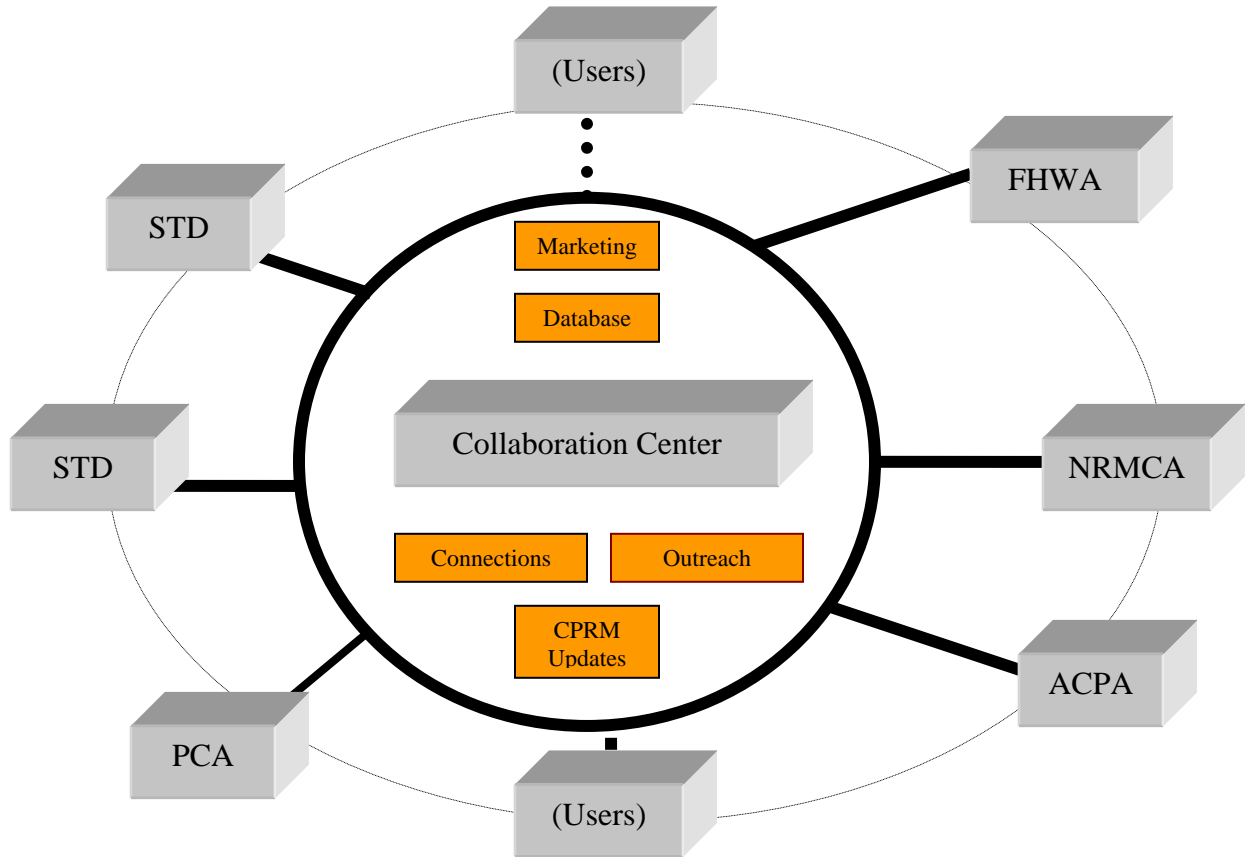 (Users)
FHWA
STD
Marketing
Database
Collaboration Center
STD
NRMCA
Connections
Outreach
CPRM
Updates
ACPA
PCA
(Users)